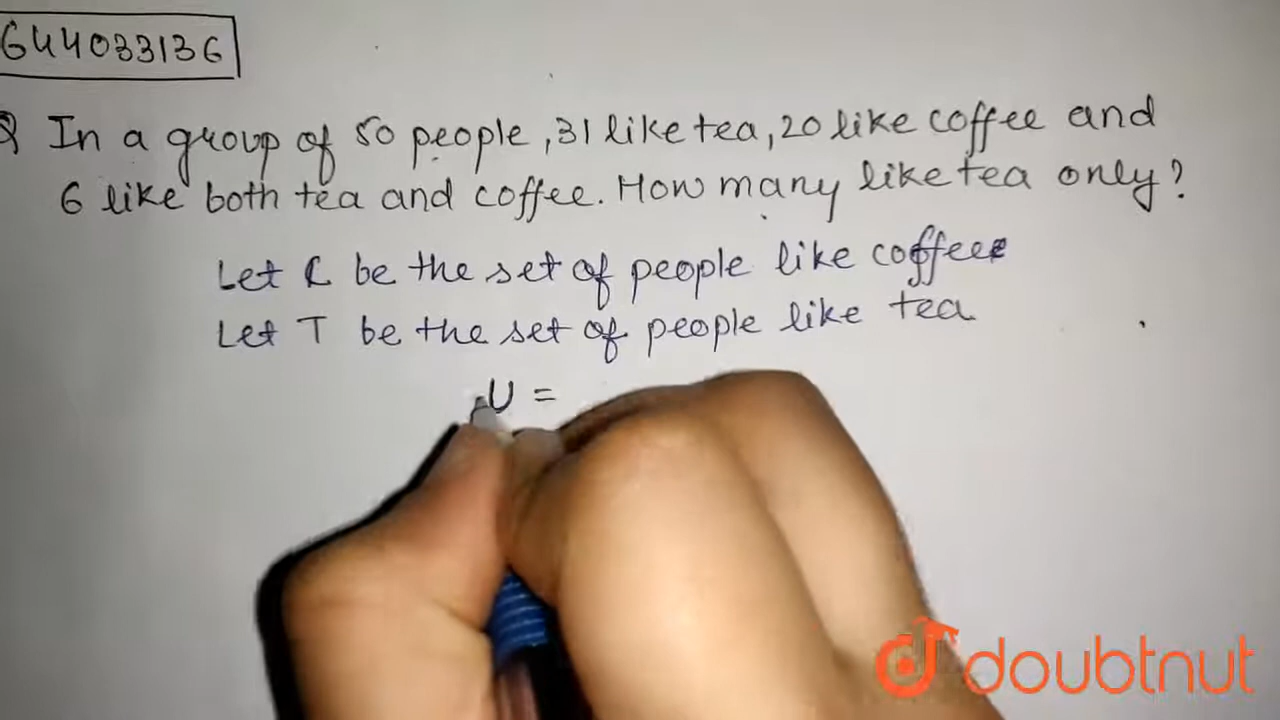 644033136
Q In a group of 50 people, 31 like tea, 20 like coffee and
6 like both tea and coffee. How many like tea only?
Let C be the set of people like coffee
Let T be the set of people like tea
U =
doubtnut